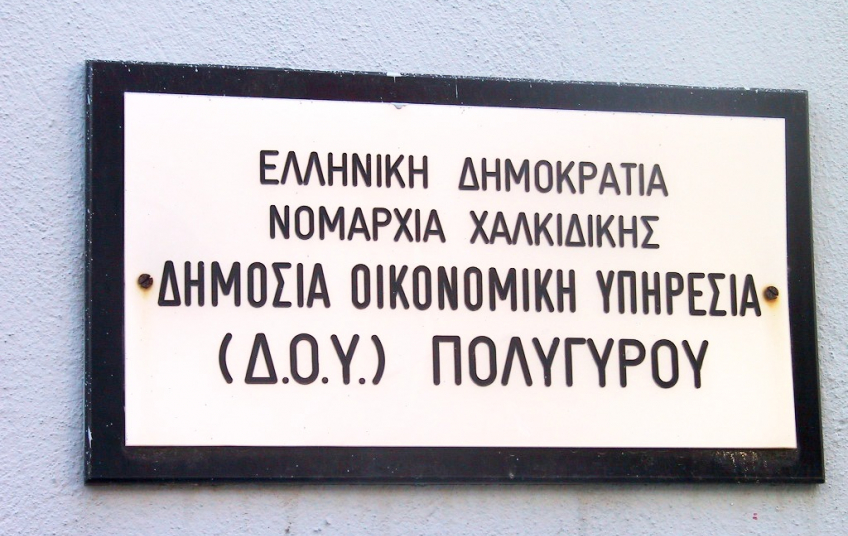 ΕΛΛΗΝΙΚΗ ΔΗΜΟΚΡΑΤΙΑ
ΝΟΜΑΡΧΙΑ ΧΑΛΚΙΔΙΚΗΣ
ΔΗΜΟΣΙΑ ΟΙΚΟΝΟΜΙΚΗ ΥΠΗΡΕΣΙΑ
(Δ.Ο.Υ.) ΠΟΛΥΓΥΡΟΥ